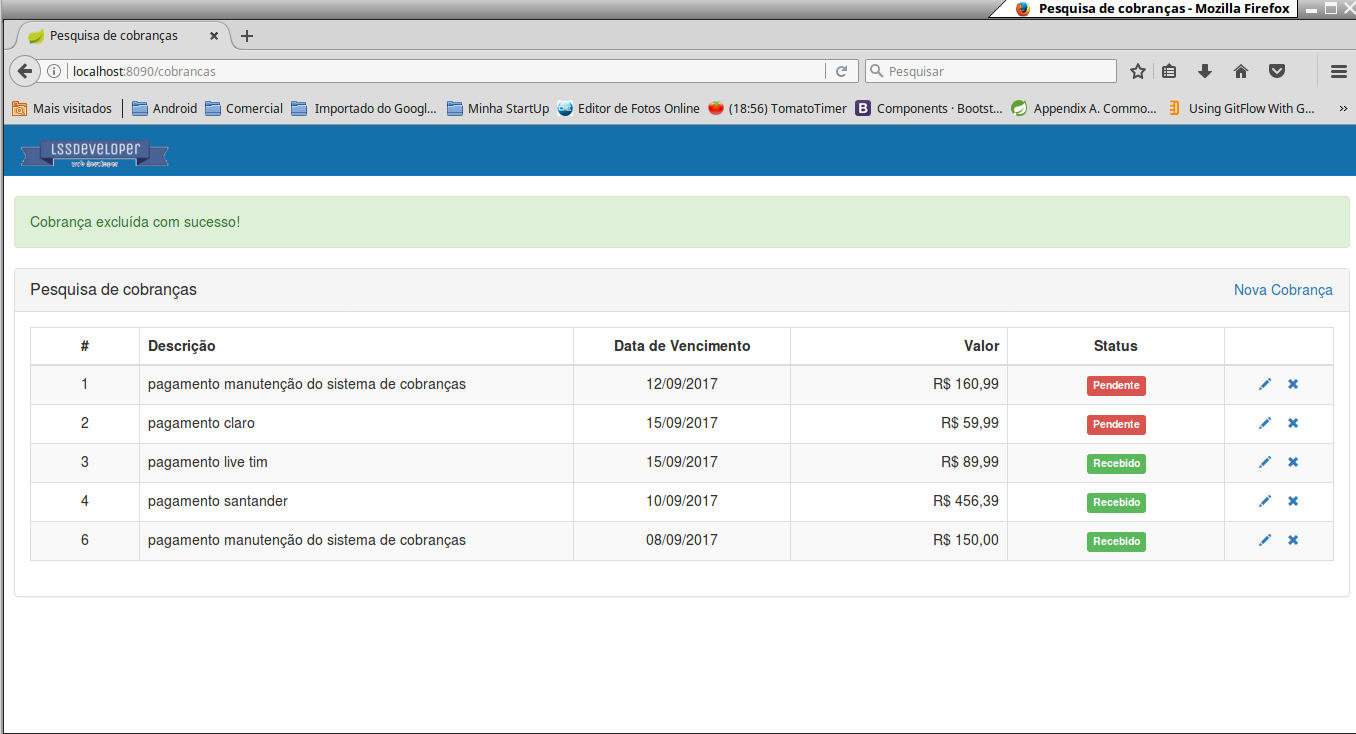 Pesquisa de cobranças - Mozilla Firefox
Pesquisa de cobranças
localhost:8090/cobrancas
Pesquisar
Mais visitados Android Comercial Importado do Googl... Minha StartUp Editor de Fotos Online (18:56) TomatoTimer B Components · Bootst... Appendix A. Commo... Using GitFlow With G... »
LSSDEVELOPER
Cobrança excluída com sucesso!
Pesquisa de cobranças Nova Cobrança
# Descrição Data de Vencimento Valor Status
1 pagamento manutenção do sistema de cobranças 12/09/2017 R$ 160,99 Pendente
2 pagamento claro 15/09/2017 R$ 59,99 Pendente
3 pagamento live tim 15/09/2017 R$ 89,99 Recebido
4 pagamento santander 10/09/2017 R$ 456,39 Recebido
6 pagamento manutenção do sistema de cobranças 08/09/2017 R$ 150,00 Recebido